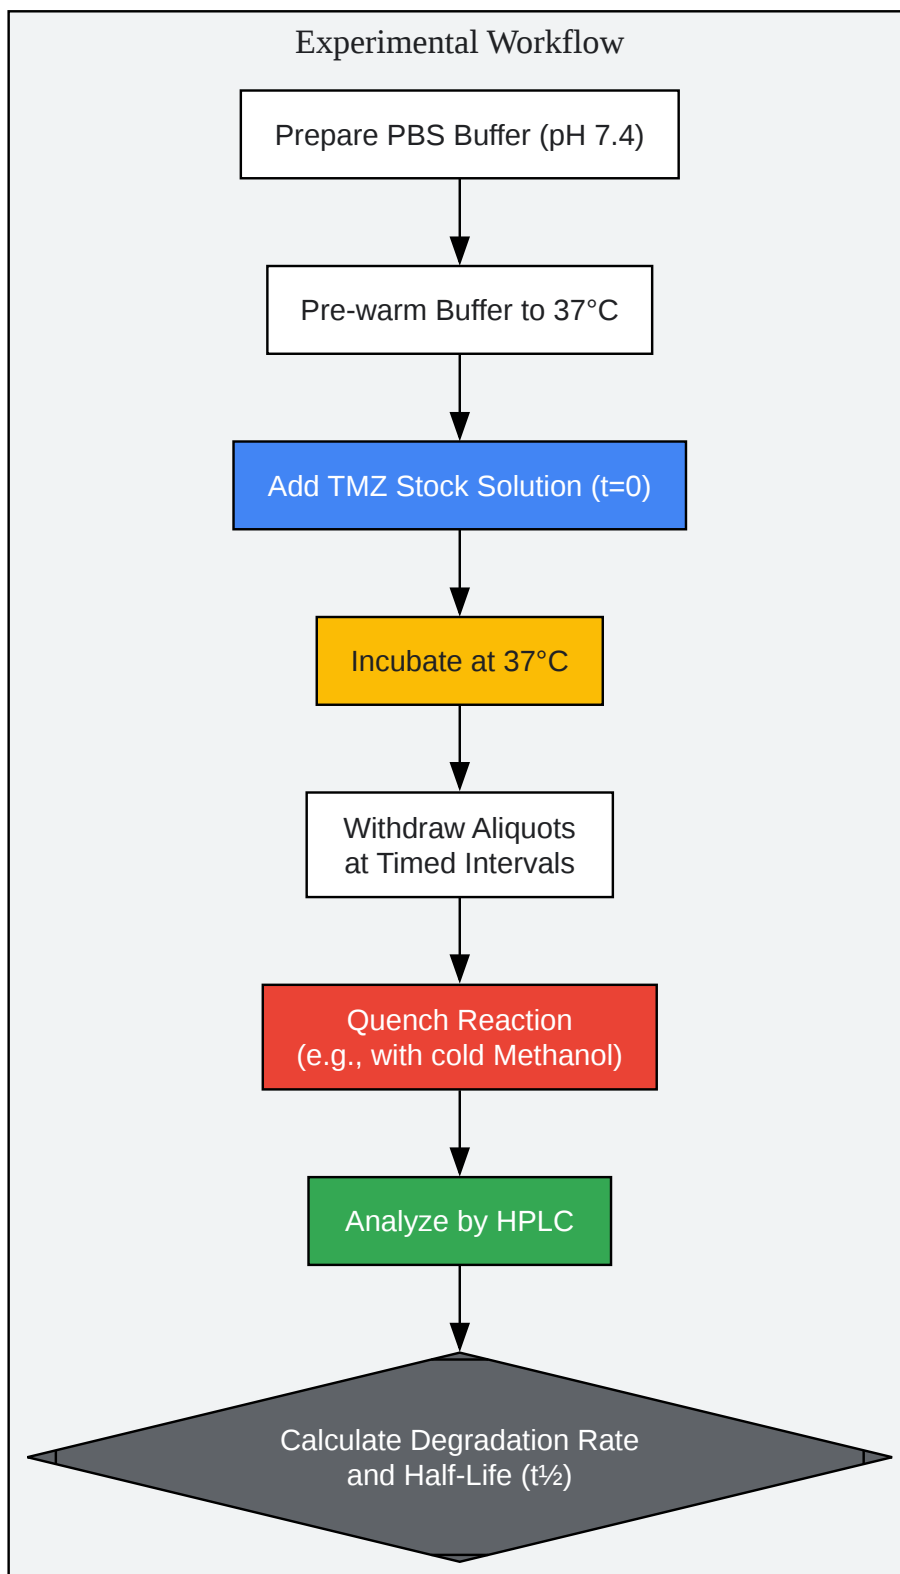 Experimental Workflow
Prepare PBS Buffer (pH 7.4)
Pre-warm Buffer to 37°C
Add TMZ Stock Solution (t=0)
Incubate at 37°C
Withdraw Aliquots
at Timed Intervals
Quench Reaction
(e.g., with cold Methanol)
Analyze by HPLC
Calculate Degradation Rate
and Half-Life (t½)